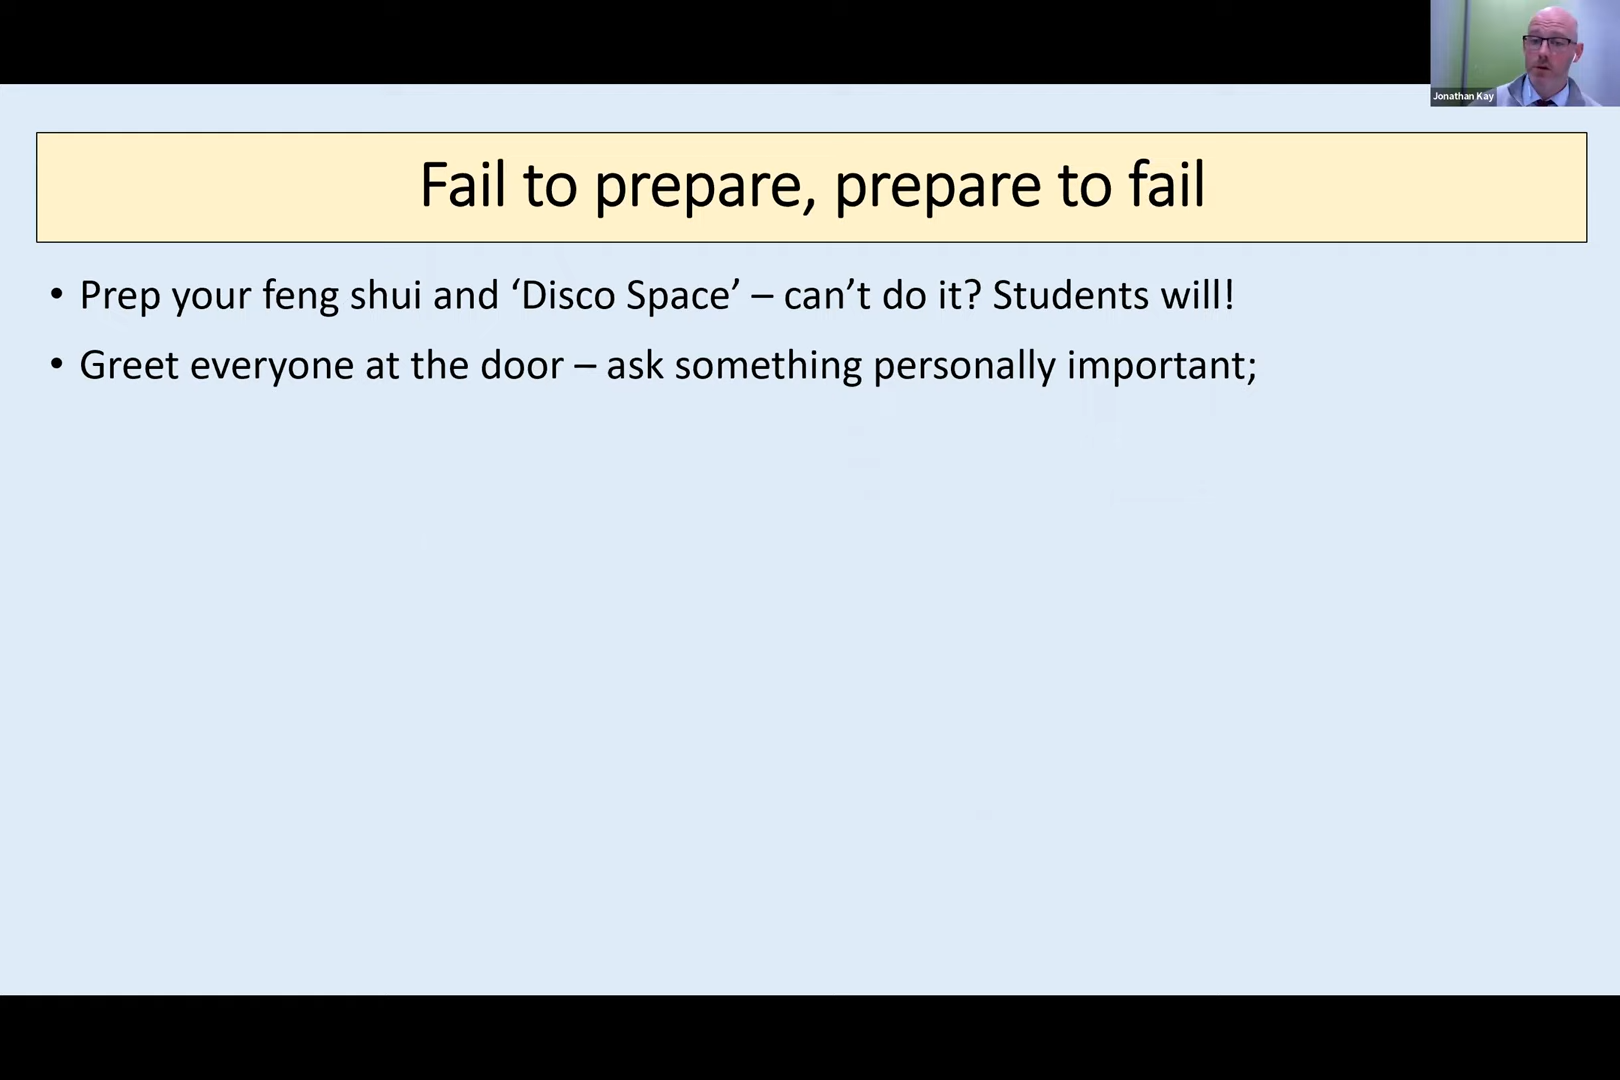 Jonathan Kay
Fail to prepare, prepare to fail
• Prep your feng shui and ‘Disco Space’ – can’t do it? Students will!
• Greet everyone at the door – ask something personally important;